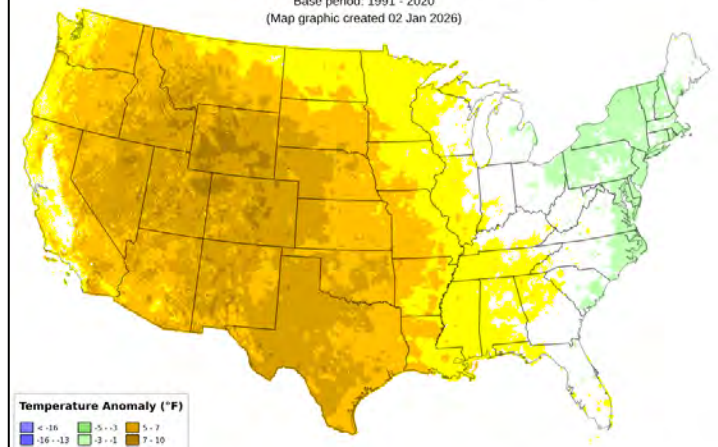 Base period: 1991 - 2020
(Map graphic created 02 Jan 2026)
Temperature Anomaly (°F)
< -16 -5 - -3 5 - 7
-16 - -13 -3 - -1 7 - 10